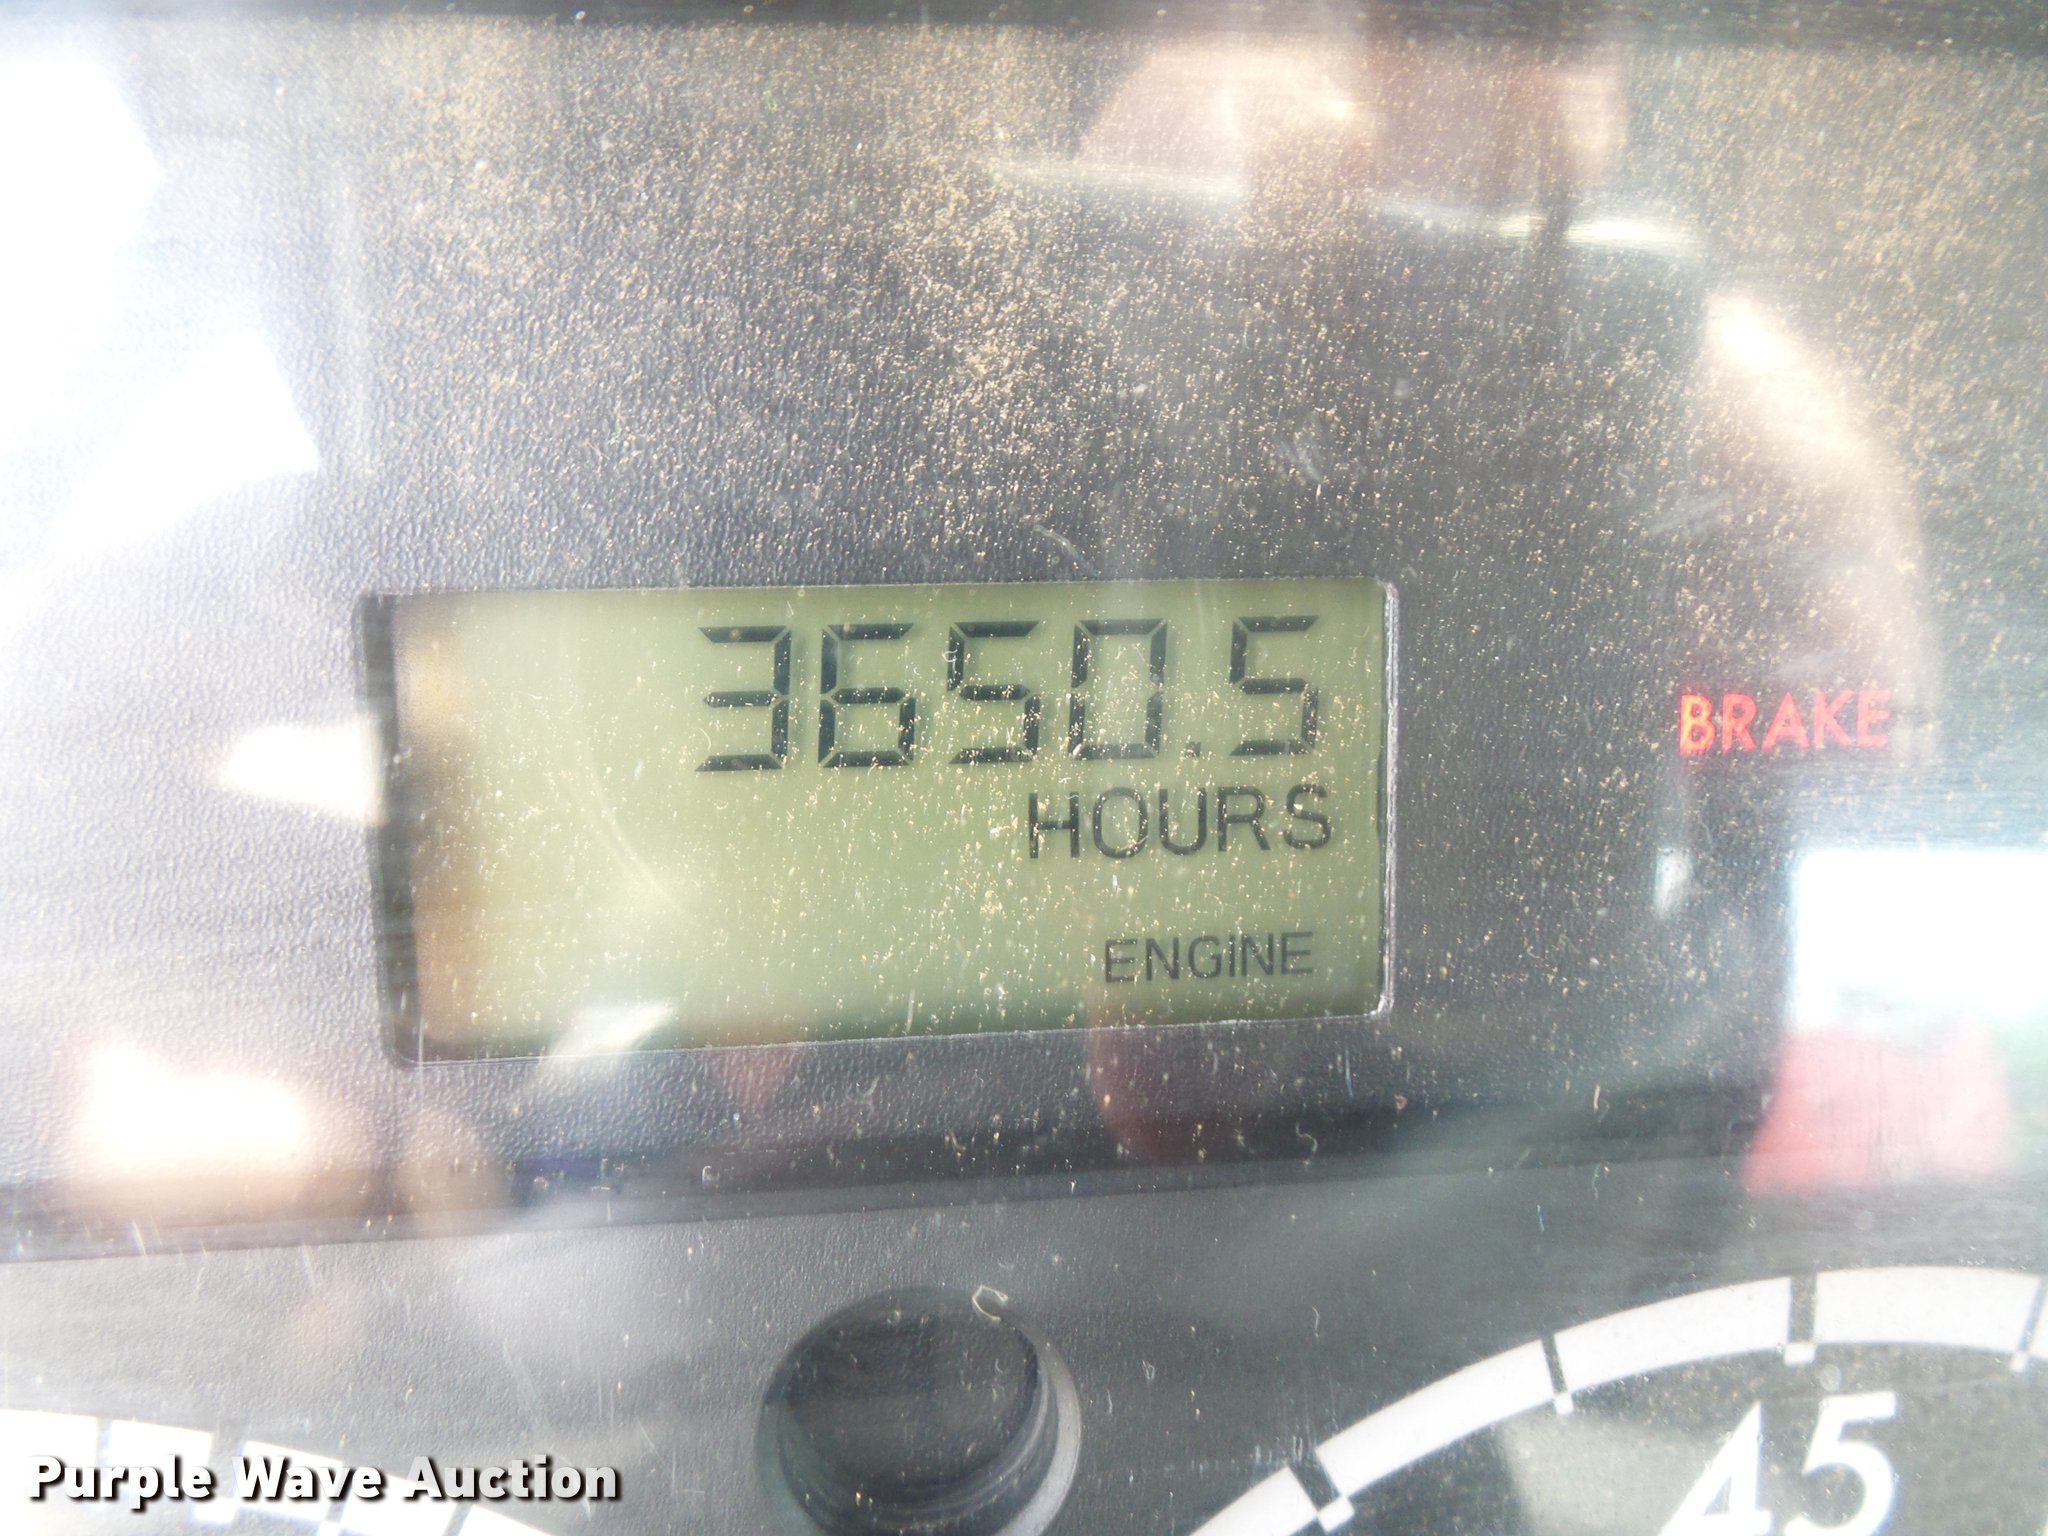 3650.5
HOURS
BRAKE
ENGINE
45
Purple Wave Auction